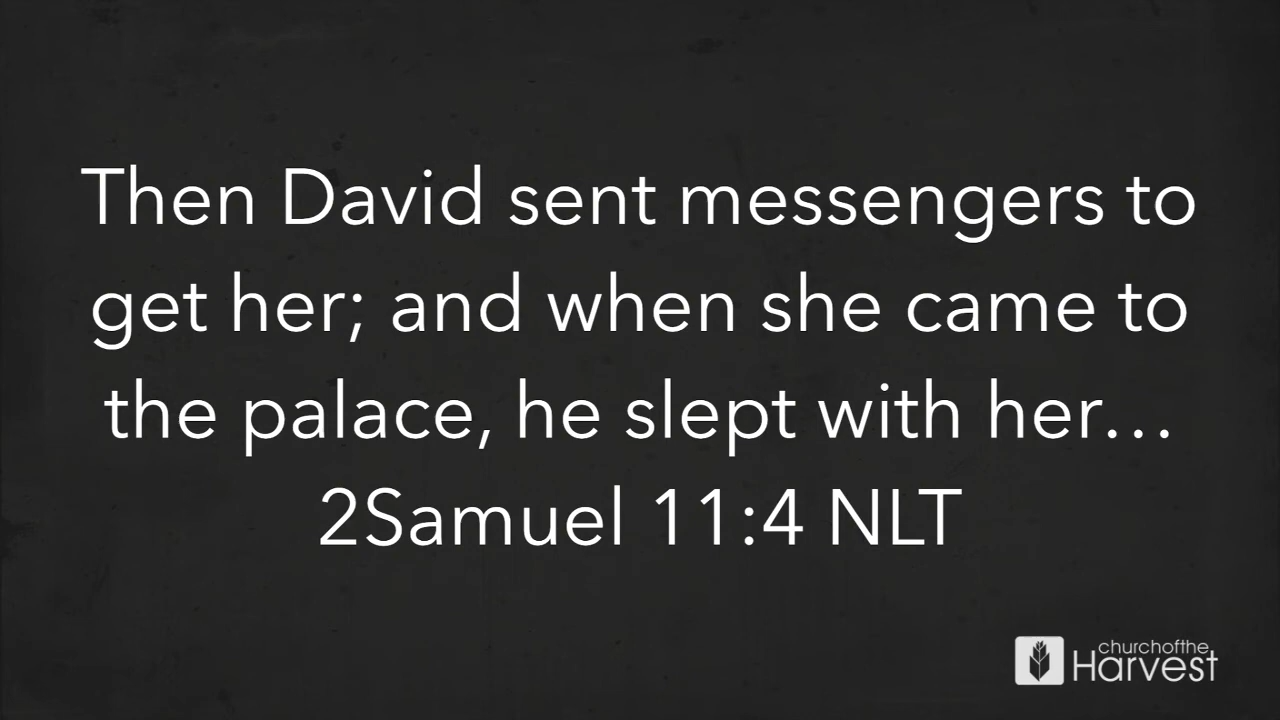 Then David sent messengers to
get her; and when she came to
the palace, he slept with her...
2Samuel 11:4 NLT
churchofthe
Harvest